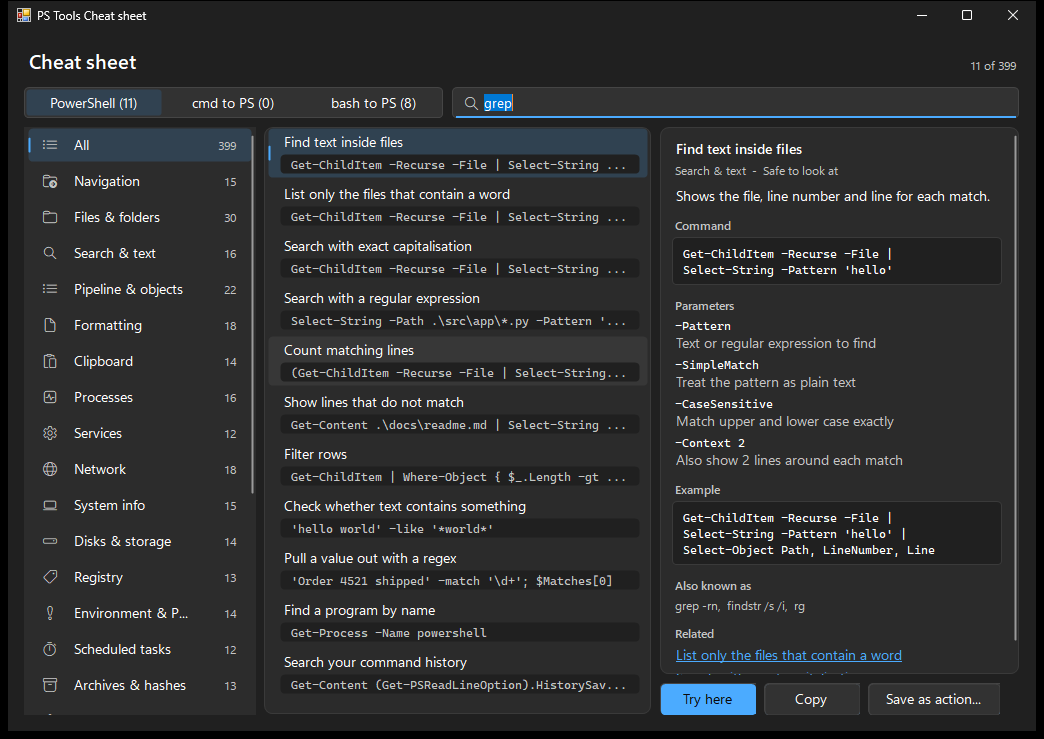 PS Tools Cheat sheet
Cheat sheet
11 of 399
PowerShell (11)
cmd to PS (0)
bash to PS (8)
grep
All 399
Navigation 15
Files & folders 30
Search & text 16
Pipeline & objects 22
Formatting 18
Clipboard 14
Processes 16
Services 12
Network 18
System info 15
Disks & storage 14
Registry 13
Environment & P... 14
Scheduled tasks 12
Archives & hashes 13
Find text inside files
Get-ChildItem -Recurse -File | Select-String ...
List only the files that contain a word
Get-ChildItem -Recurse -File | Select-String ...
Search with exact capitalisation
Get-ChildItem -Recurse -File | Select-String ...
Search with a regular expression
Select-String -Path .\src\app\*.py -Pattern '...
Count matching lines
(Get-ChildItem -Recurse -File | Select-String...
Show lines that do not match
Get-Content .\docs\readme.md | Select-String ...
Filter rows
Get-ChildItem | Where-Object { $_.Length -gt ...
Check whether text contains something
'hello world' -like '*world*'
Pull a value out with a regex
'Order 4521 shipped' -match '\d+'; $Matches[0]
Find a program by name
Get-Process -Name powershell
Search your command history
Get-Content (Get-PSReadLineOption).HistorySav...
Find text inside files
Search & text - Safe to look at
Shows the file, line number and line for each match.
Command
Get-ChildItem -Recurse -File |
Select-String -Pattern 'hello'
Parameters
-Pattern
Text or regular expression to find
-SimpleMatch
Treat the pattern as plain text
-CaseSensitive
Match upper and lower case exactly
-Context 2
Also show 2 lines around each match
Example
Get-ChildItem -Recurse -File |
Select-String -Pattern 'hello' |
Select-Object Path, LineNumber, Line
Also known as
grep -rn, findstr /s /i, rg
Related
List only the files that contain a word
Try here
Copy
Save as action...